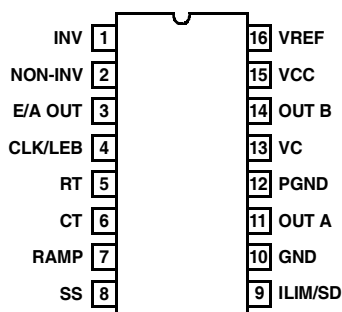 INV 1 16 VREF
NON-INV 2 15 VCC
E/A OUT 3 14 OUT B
CLK/LEB 4 13 VC
RT 5 12 PGND
CT 6 11 OUT A
RAMP 7 10 GND
SS 8 9 ILIM/SD